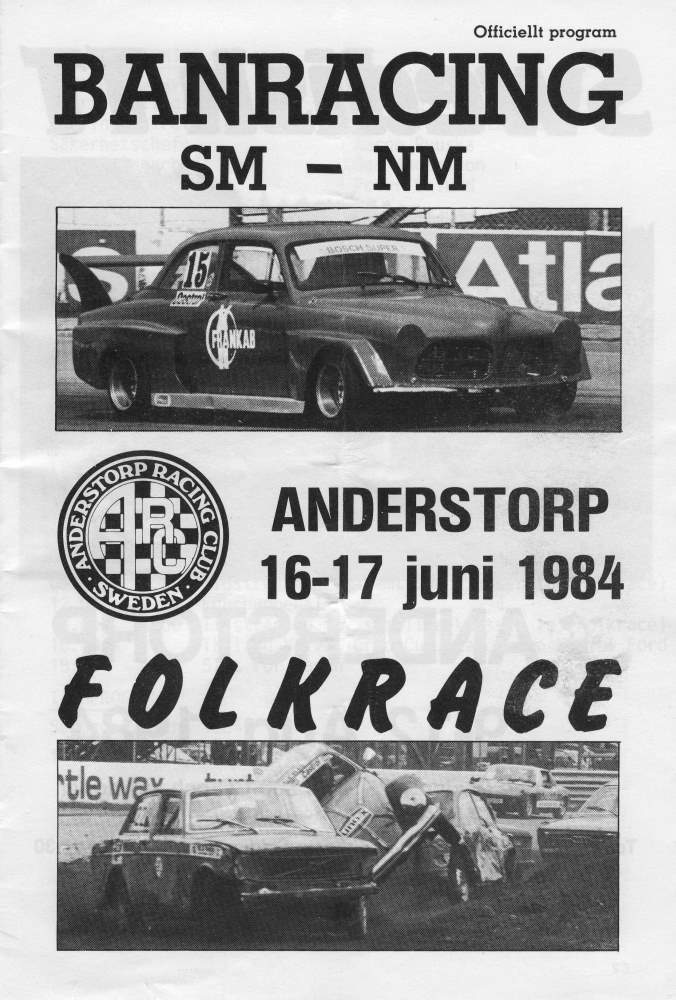 Officiellt program
BANRACING
SM – NM
BOSCH SUPER
15
FRANKAB
Atla
ANDERSTORP RACING CLUB
ARC
SWEDEN
ANDERSTORP
16-17 juni 1984
FOLKRACE
tle wax